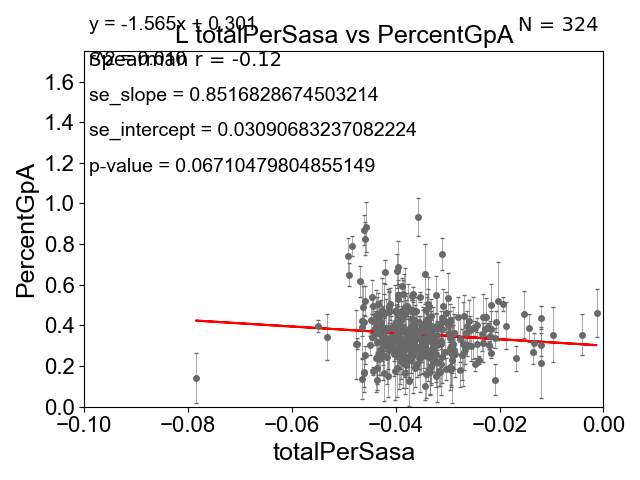 y = -1.565x + 0.301
N = 324
L totalPerSasa vs PercentGpA
Spearman r = -0.12
se_slope = 0.8516828674503214
se_intercept = 0.03090683237082224
p-value = 0.06710479804855149
PercentGpA
1.6
1.4
1.2
1.0
0.8
0.6
0.4
0.2
0.0
−0.10 −0.08 −0.06 −0.04 −0.02 0.00
totalPerSasa